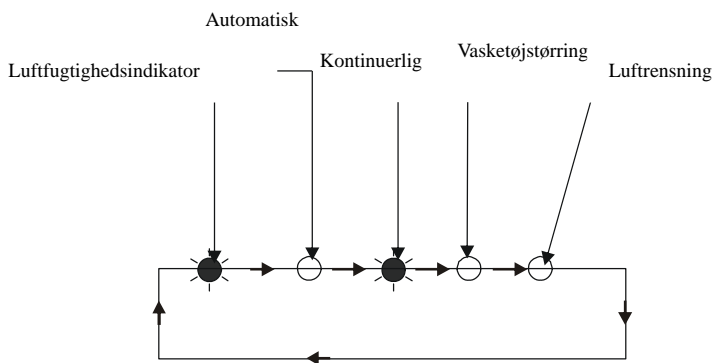 Automatisk
Luftfugtighedsindikator
Kontinuerlig
Vasketøjstørring
Luftrensning